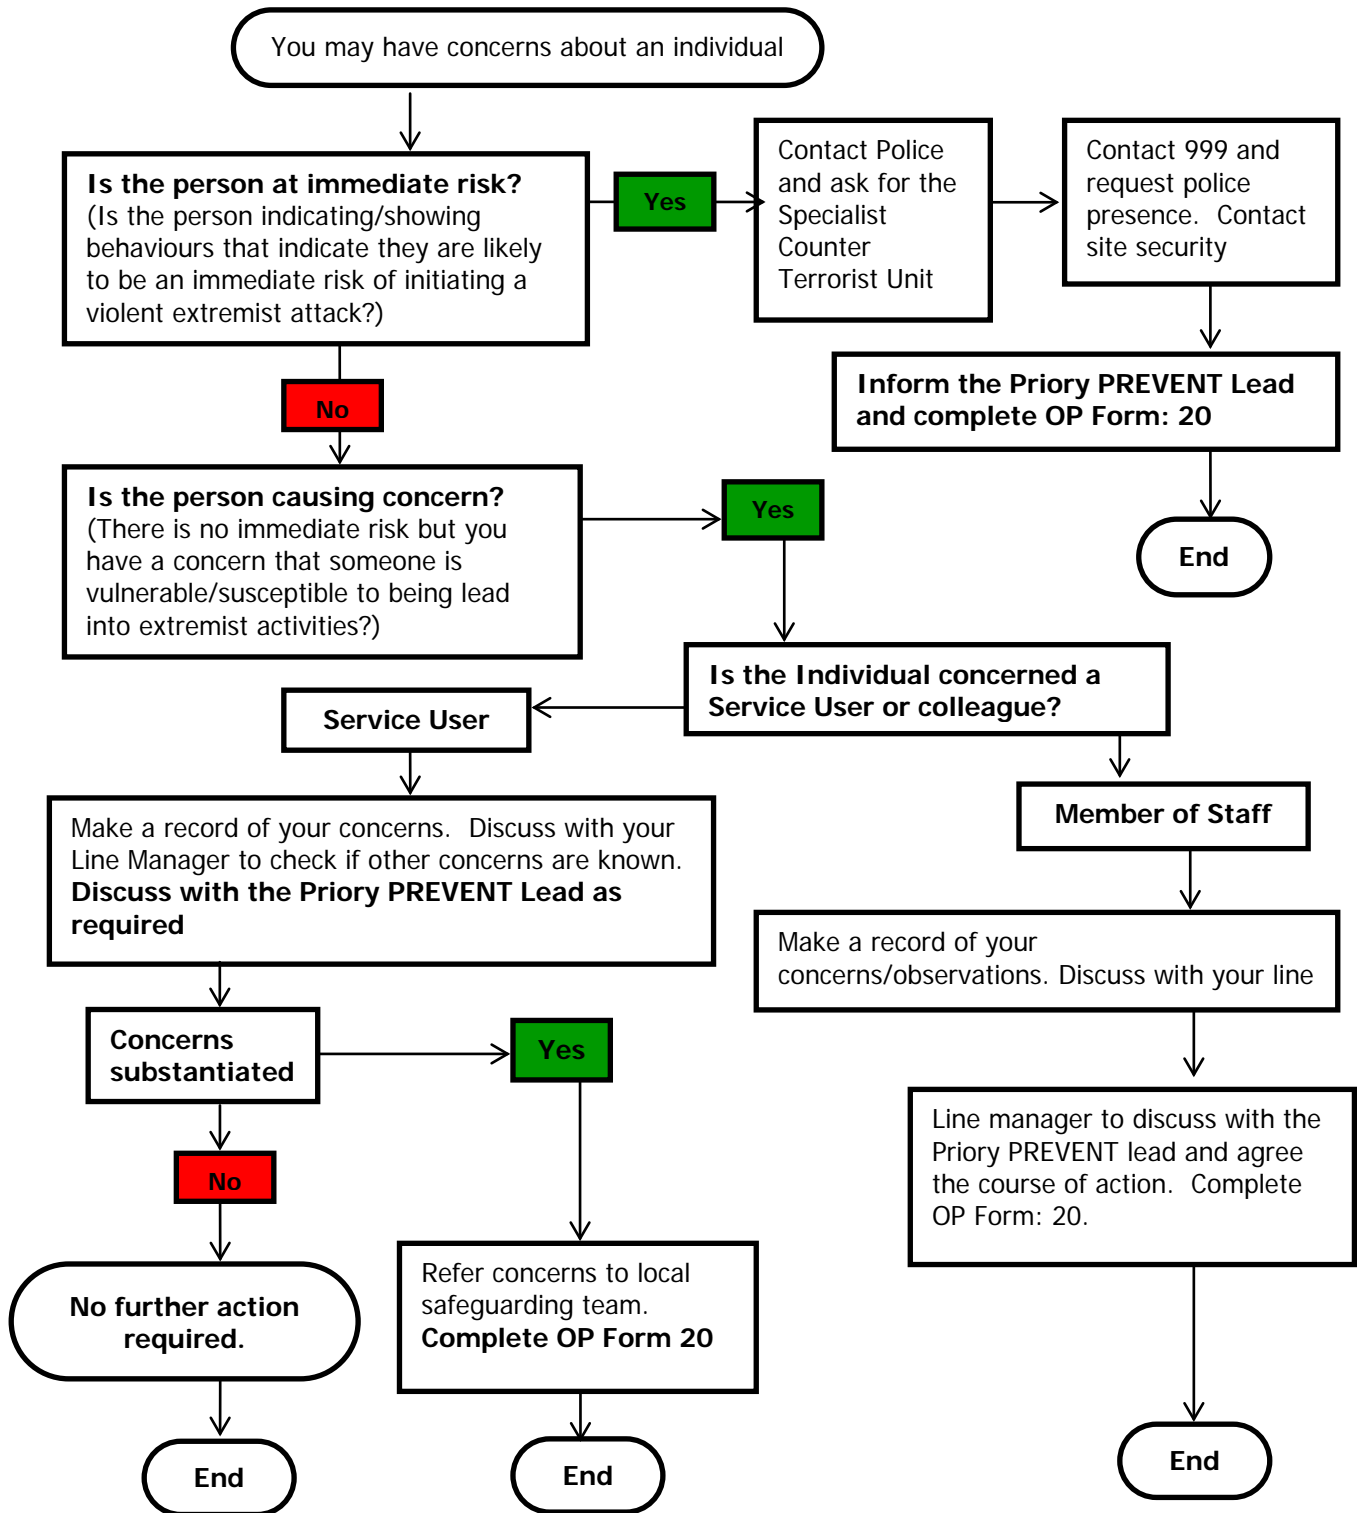 You may have concerns about an individual
Is the person at immediate risk?
(Is the person indicating/showing
behaviours that indicate they are likely
to be an immediate risk of initiating a
violent extremist attack?)
Yes
Contact Police
and ask for the
Specialist
Counter
Terrorist Unit
Contact 999 and
request police
presence. Contact
site security
Inform the Priory PREVENT Lead
and complete OP Form: 20
End
No
Is the person causing concern?
(There is no immediate risk but you
have a concern that someone is
vulnerable/susceptible to being lead
into extremist activities?)
Yes
Is the Individual concerned a
Service User or colleague?
Service User
Make a record of your concerns. Discuss with your
Line Manager to check if other concerns are known.
Discuss with the Priory PREVENT Lead as
required
Concerns
substantiated
Yes
No
No further action
required.
End
Refer concerns to local
safeguarding team.
Complete OP Form 20
End
Member of Staff
Make a record of your
concerns/observations. Discuss with your line
Line manager to discuss with the
Priory PREVENT lead and agree
the course of action. Complete
OP Form: 20.
End